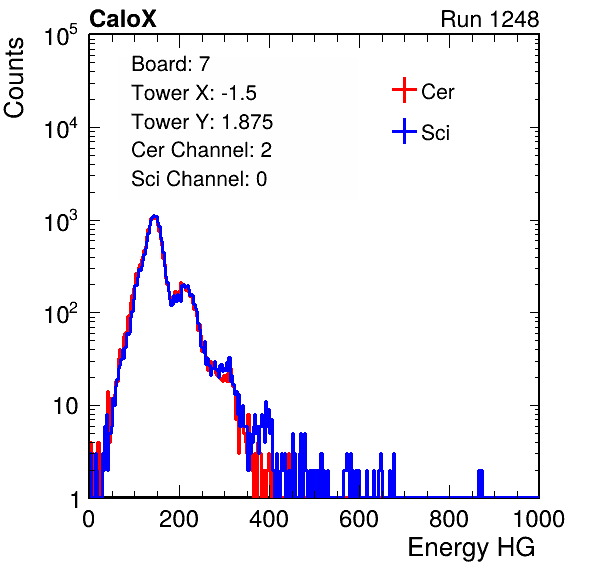 CaloX Run 1248
Counts
10^5
10^4
10^3
10^2
10
1
Board: 7
Tower X: -1.5
Tower Y: 1.875
Cer Channel: 2
Sci Channel: 0
Cer
Sci
0 200 400 600 800 1000
Energy HG